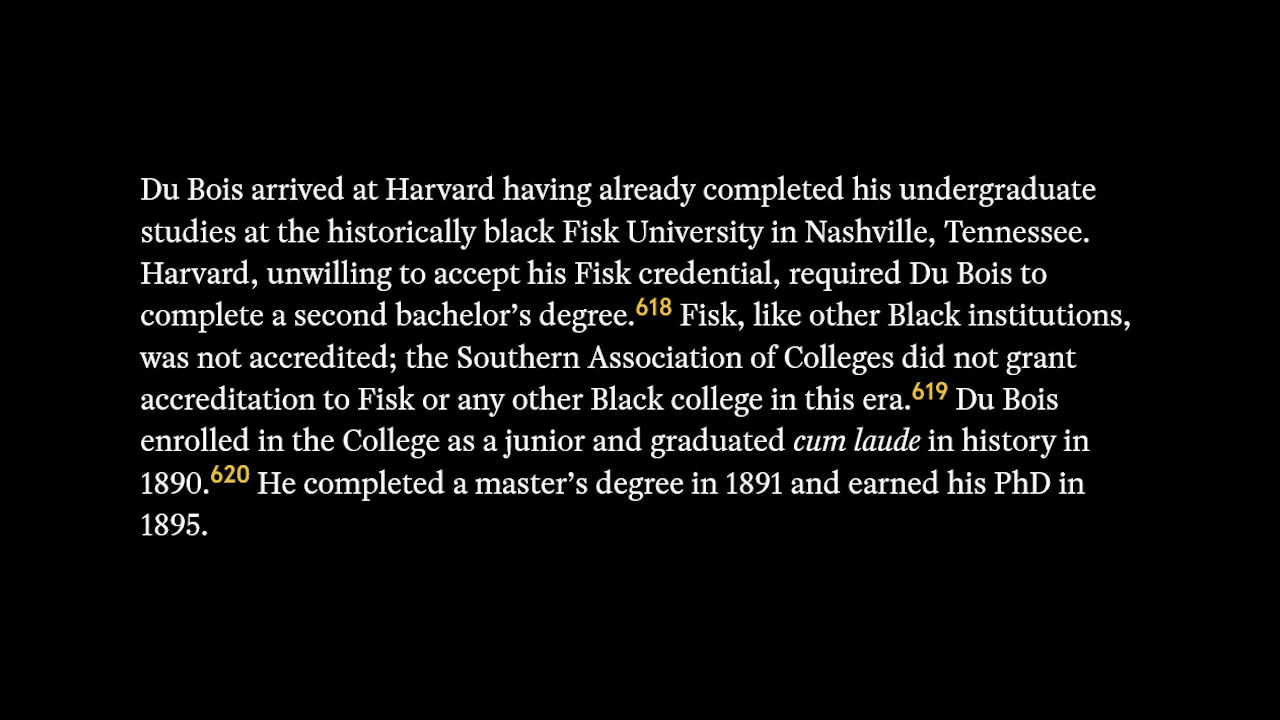 Du Bois arrived at Harvard having already completed his undergraduate
studies at the historically black Fisk University in Nashville, Tennessee.
Harvard, unwilling to accept his Fisk credential, required Du Bois to
complete a second bachelor’s degree.618 Fisk, like other Black institutions,
was not accredited; the Southern Association of Colleges did not grant
accreditation to Fisk or any other Black college in this era.619 Du Bois
enrolled in the College as a junior and graduated cum laude in history in
1890.620 He completed a master’s degree in 1891 and earned his PhD in
1895.